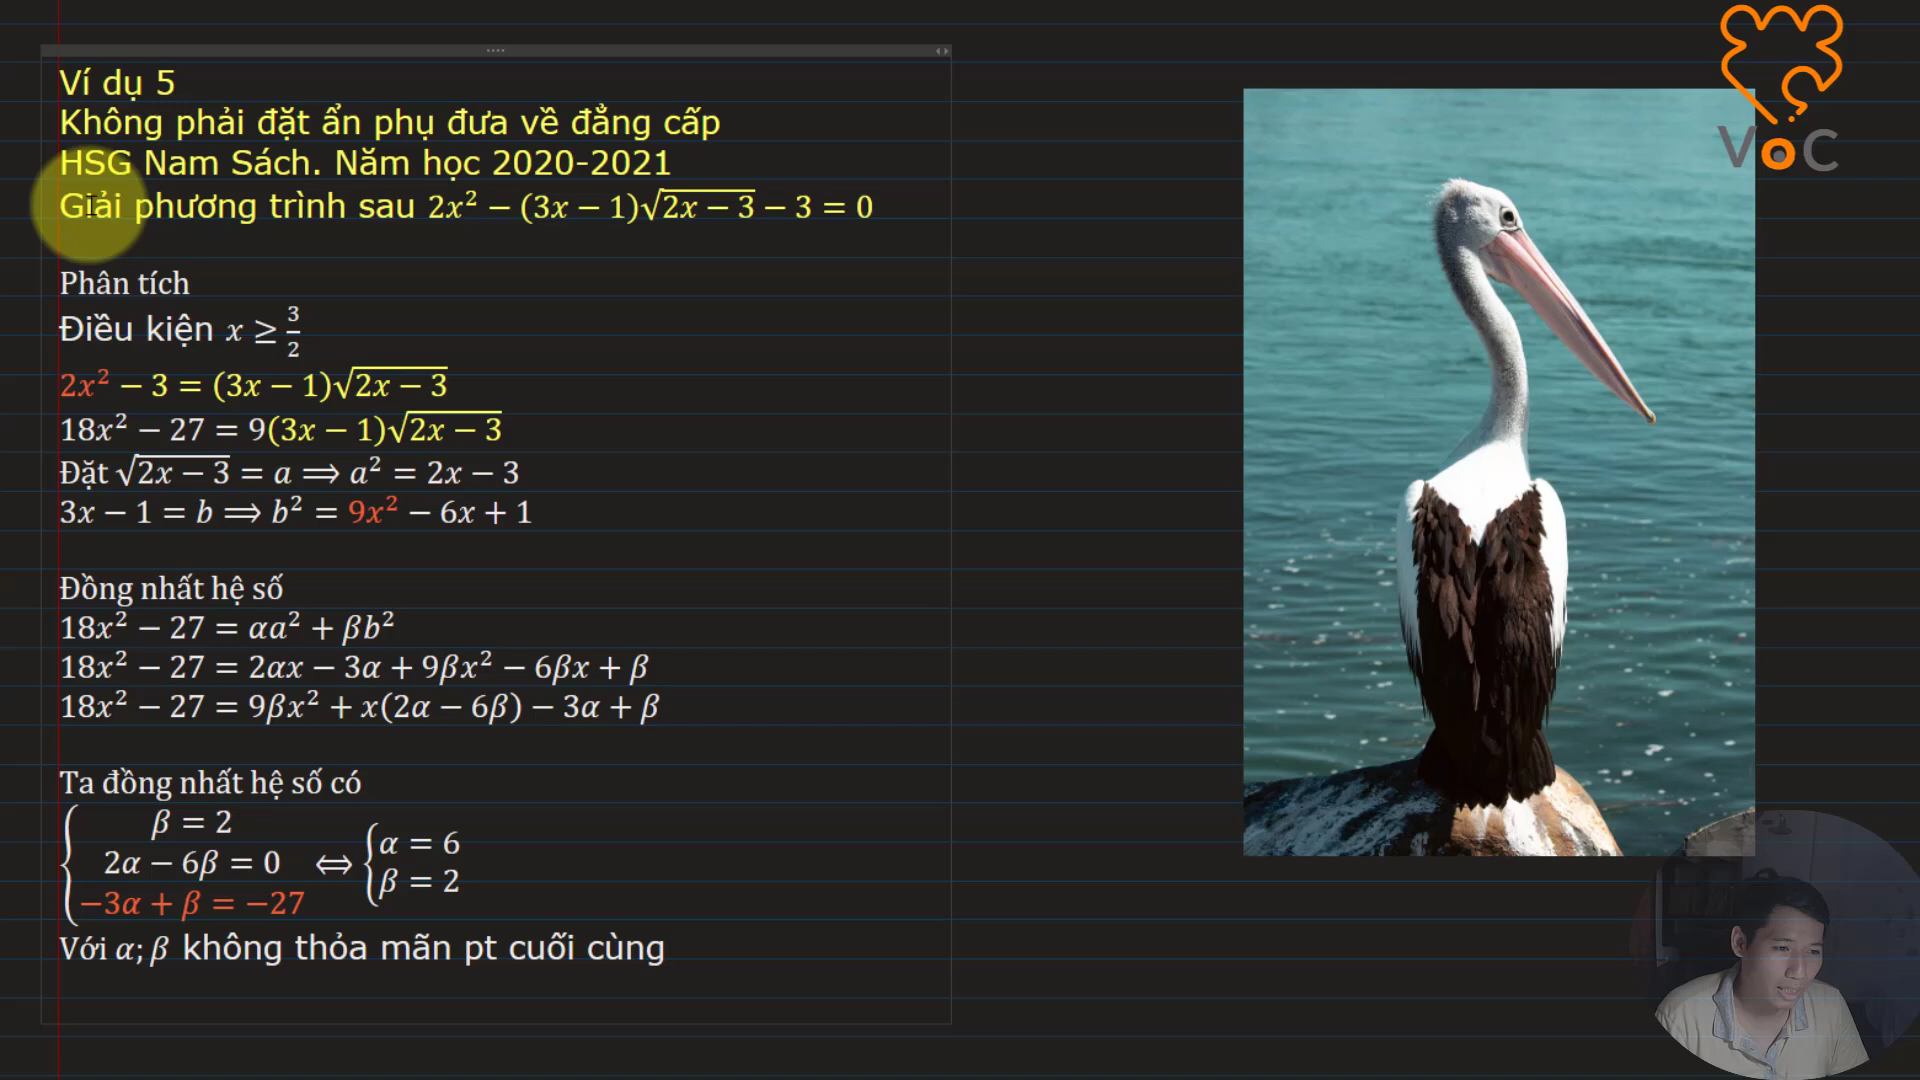 Ví dụ 5
Không phải đặt ẩn phụ đưa về đẳng cấp
HSG Nam Sách. Năm học 2020-2021
Giải phương trình sau 2x² − (3x − 1)√(2x − 3) − 3 = 0
Phân tích
Điều kiện x ≥ 3/2
2x² − 3 = (3x − 1)√(2x − 3)
18x² − 27 = 9(3x − 1)√(2x − 3)
Đặt √(2x − 3) = a ⟹ a² = 2x − 3
3x − 1 = b ⟹ b² = 9x² − 6x + 1
Đồng nhất hệ số
18x² − 27 = αa² + βb²
18x² − 27 = 2αx − 3α + 9βx² − 6βx + β
18x² − 27 = 9βx² + x(2α − 6β) − 3α + β
Ta đồng nhất hệ số có
{ β = 2
2α − 6β = 0 ⟺ { α = 6
−3α + β = −27 β = 2
Với α; β không thỏa mãn pt cuối cùng
VoC